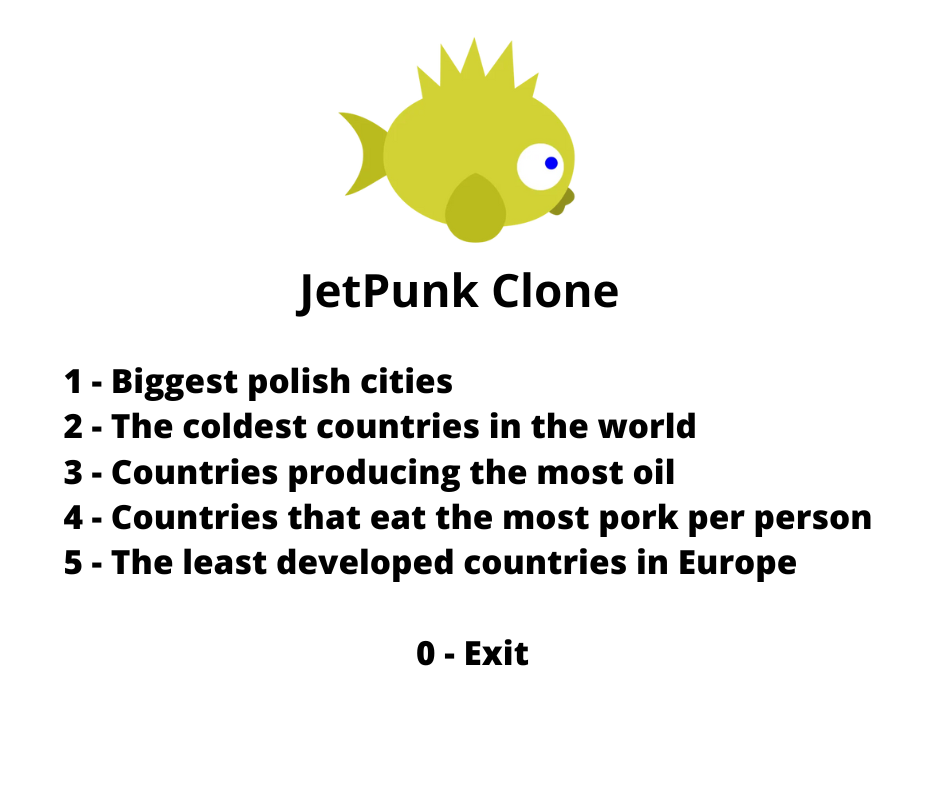 JetPunk Clone
1 - Biggest polish cities
2 - The coldest countries in the world
3 - Countries producing the most oil
4 - Countries that eat the most pork per person
5 - The least developed countries in Europe
0 - Exit